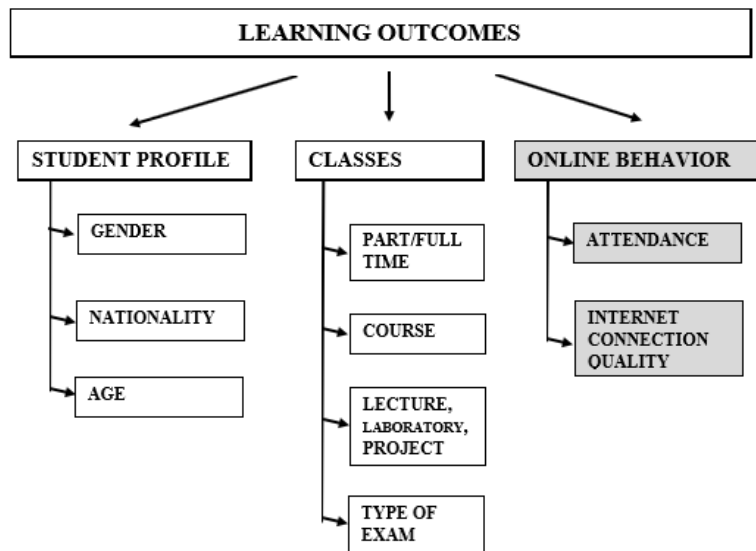 LEARNING OUTCOMES
STUDENT PROFILE
GENDER
NATIONALITY
AGE
CLASSES
PART/FULL
TIME
COURSE
LECTURE,
LABORATORY,
PROJECT
TYPE OF
EXAM
ONLINE BEHAVIOR
ATTENDANCE
INTERNET
CONNECTION
QUALITY